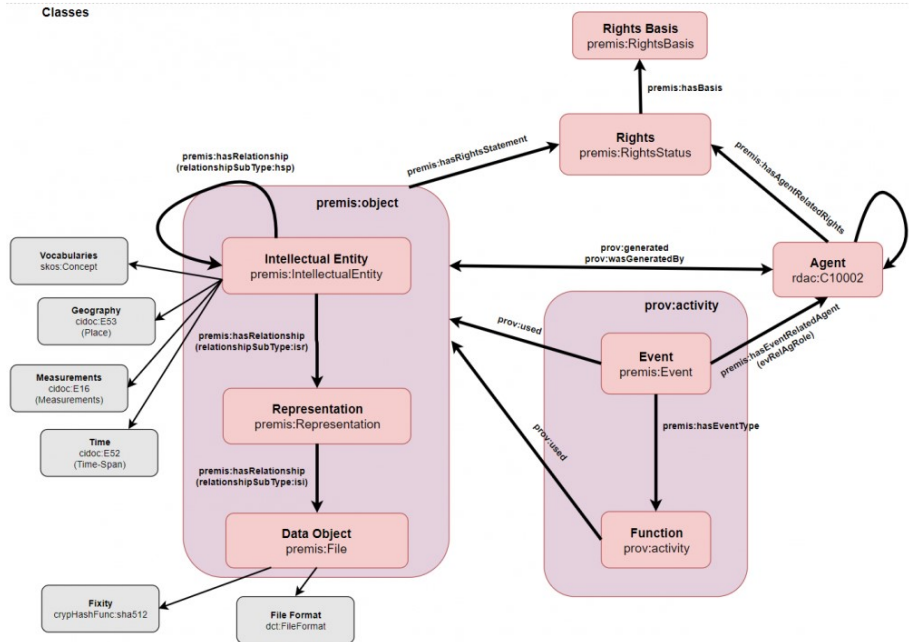 Classes
Rights Basis
premis:RightsBasis
premis:hasBasis
Rights
premis:RightsStatus
premis:hasRightsStatement
premis:hasAgentRelatedRights
premis:hasRelationship
(relationshipSubType:hsp)
premis:object
Intellectual Entity
premis:IntellectualEntity
prov:generated
prov:wasGeneratedBy
Agent
rdac:C10002
Vocabularies
skos:Concept
Geography
cidoc:E53
(Place)
Measurements
cidoc:E16
(Measurements)
Time
cidoc:E52
(Time-Span)
premis:hasRelationship
(relationshipSubType:isr)
Representation
premis:Representation
premis:hasRelationship
(relationshipSubType:isi)
Data Object
premis:File
Fixity
crypHashFunc:sha512
File Format
dct:FileFormat
prov:activity
prov:used
Event
premis:Event
premis:hasEventRelatedAgent
(evRelAgRole)
premis:hasEventType
prov:used
Function
prov:activity